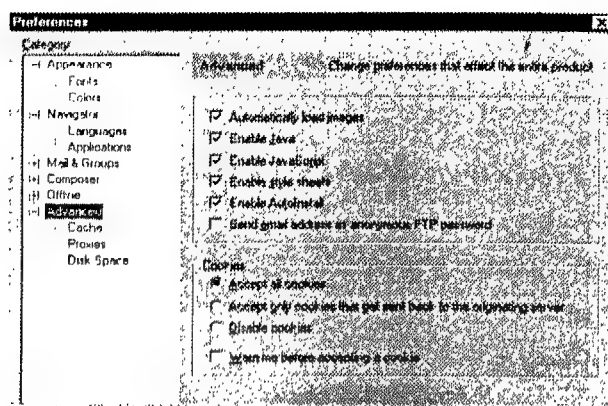 Preferences
Category
Appearance
Fonts
Colors
Navigator
Languages
Applications
Mail & Groups
Composer
Offline
Advanced
Cache
Proxies
Disk Space
Advanced Change preferences that affect the entire product
Automatically load images
Enable Java
Enable JavaScript
Enable style sheets
Enable AutoInstall
Send email address as anonymous FTP password
Cookies
Accept all cookies
Accept only cookies that get sent back to the originating server
Disable cookies
Warn me before accepting a cookie